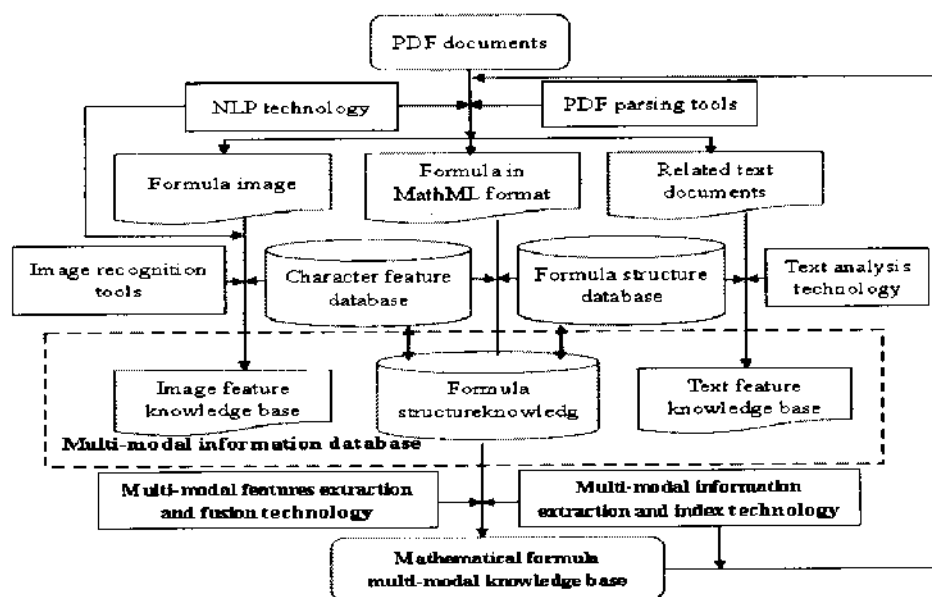 PDF documents
NLP technology
PDF parsing tools
Formula image
Formula in
MathML format
Related text
documents
Image recognition
tools
Character feature
database
Formula structure
database
Text analysis
technology
Image feature
knowledge base
Formula
structureknowledg
Text feature
knowledge base
Multi-modal information database
Multi-modal features extraction
and fusion technology
Multi-modal information
extraction and index technology
Mathematical formula
multi-modal knowledge base